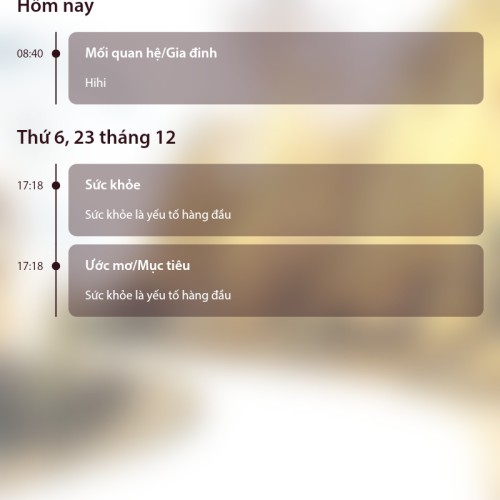 Hôm nay
08:40
Mối quan hệ/Gia đình
Hihi
Thứ 6, 23 tháng 12
17:18
Sức khỏe
Sức khỏe là yếu tố hàng đầu
17:18
Ước mơ/Mục tiêu
Sức khỏe là yếu tố hàng đầu